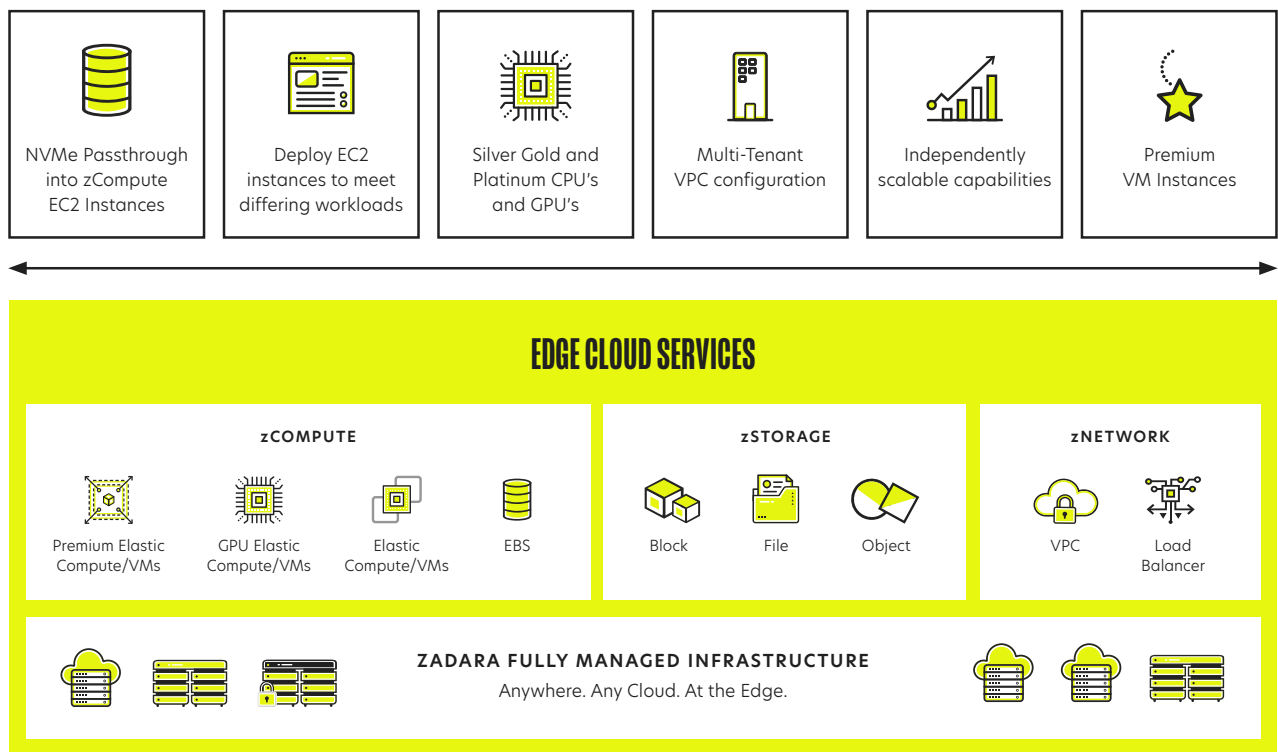 NVMe Passthrough
into zCompute
EC2 Instances
Deploy EC2
instances to meet
differing workloads
Silver Gold and
Platinum CPU's
and GPU's
Multi-Tenant
VPC configuration
Independently
scalable capabilities
Premium
VM Instances
EDGE CLOUD SERVICES
zCOMPUTE
Premium Elastic
Compute/VMs
GPU Elastic
Compute/VMs
Elastic
Compute/VMs
EBS
zSTORAGE
Block
File
Object
zNETWORK
VPC
Load
Balancer
ZADARA FULLY MANAGED INFRASTRUCTURE
Anywhere. Any Cloud. At the Edge.